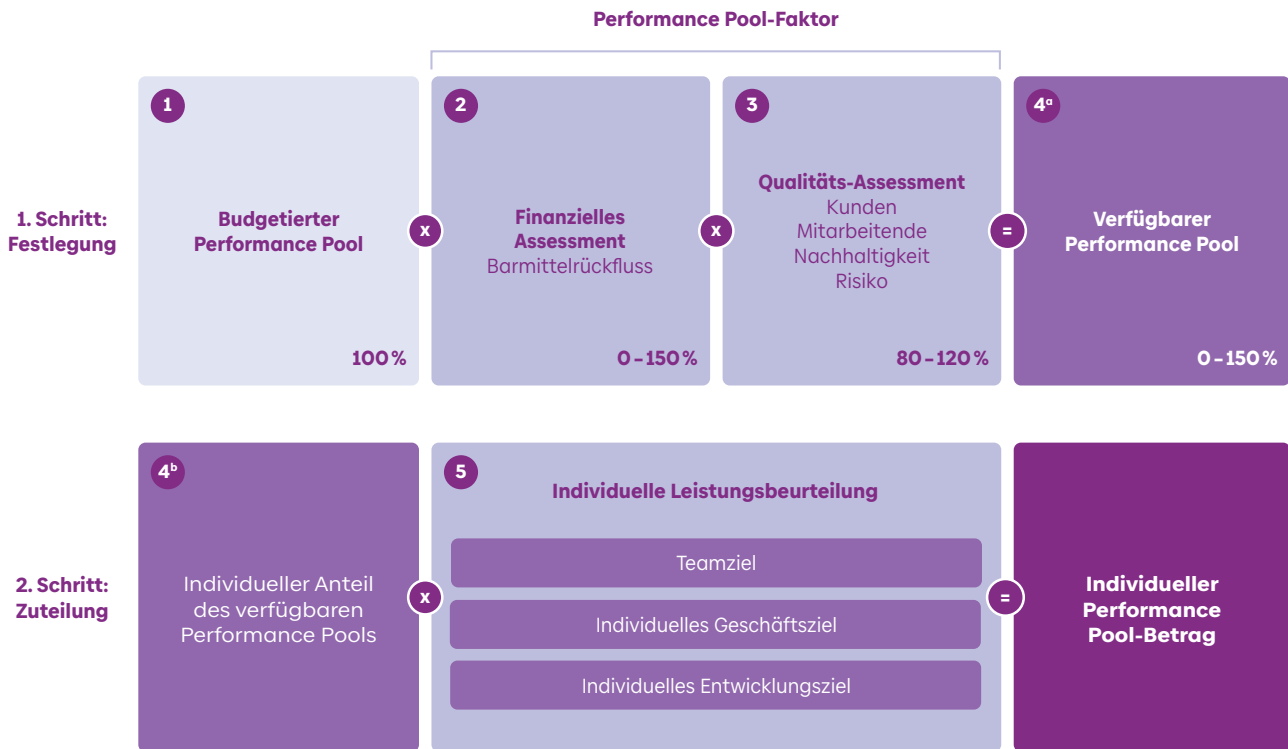 Performance Pool-Faktor
1. Schritt:
Festlegung
1
Budgetierter
Performance Pool
100 %
x
2
Finanzielles
Assessment
Barmittelrückfluss
0 – 150 %
x
3
Qualitäts-Assessment
Kunden
Mitarbeitende
Nachhaltigkeit
Risiko
80 – 120 %
=
4ª
Verfügbarer
Performance Pool
0 – 150 %
2. Schritt:
Zuteilung
4ᵇ
Individueller Anteil
des verfügbaren
Performance Pools
x
5
Individuelle Leistungsbeurteilung
Teamziel
Individuelles Geschäftsziel
Individuelles Entwicklungsziel
=
Individueller
Performance
Pool-Betrag